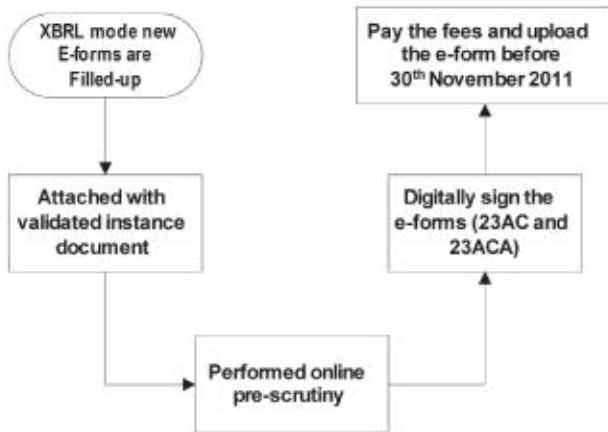 XBRL mode new
E-forms are
Filled-up
Attached with
validated instance
document
Performed online
pre-scrutiny
Digitally sign the
e-forms (23AC and
23ACA)
Pay the fees and upload
the e-form before
30th November 2011